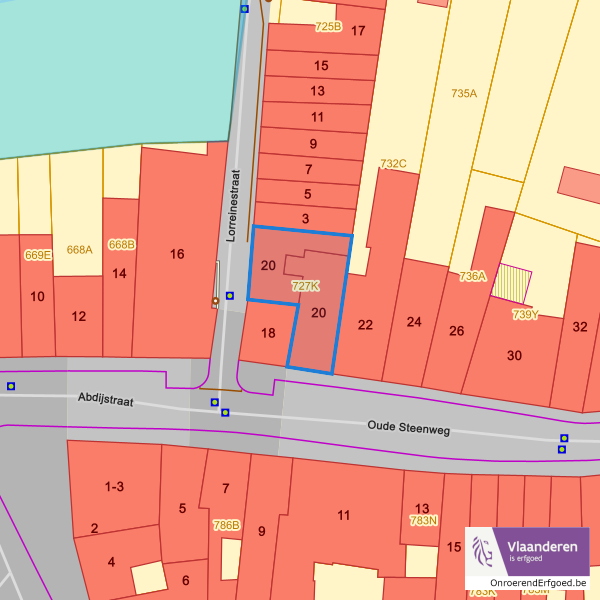 725B
17
15
735A
13
11
9
732C
7
5
Lorreinestraat
3
669E
668A
668B
16
20
736A
727K
10
14
12
20
739Y
18
22
24
26
30
32
Abdijstraat
Oude Steenweg
1-3
7
5
11
13
783N
2
786B
9
15
4
6
Vlaanderen
is erfgoed
OnroerendErfgoed.be